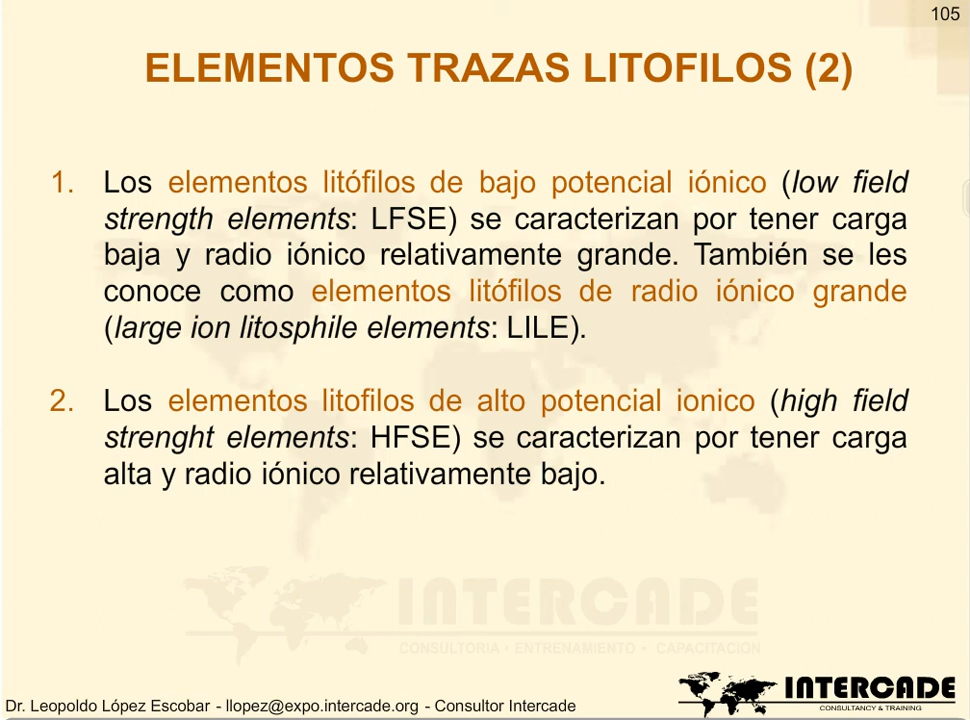 105
ELEMENTOS TRAZAS LITOFILOS (2)
1. Los elementos litófilos de bajo potencial iónico (low field
strength elements: LFSE) se caracterizan por tener carga
baja y radio iónico relativamente grande. También se les
conoce como elementos litófilos de radio iónico grande
(large ion litosphile elements: LILE).
2. Los elementos litofilos de alto potencial ionico (high field
strenght elements: HFSE) se caracterizan por tener carga
alta y radio iónico relativamente bajo.
INTERCADE
CONSULTORIA • ENTRENAMIENTO • CAPACITACIÓN
INTERCADE
CONSULTANCY & TRAINING
Dr. Leopoldo López Escobar - llopez@expo.intercade.org - Consultor Intercade